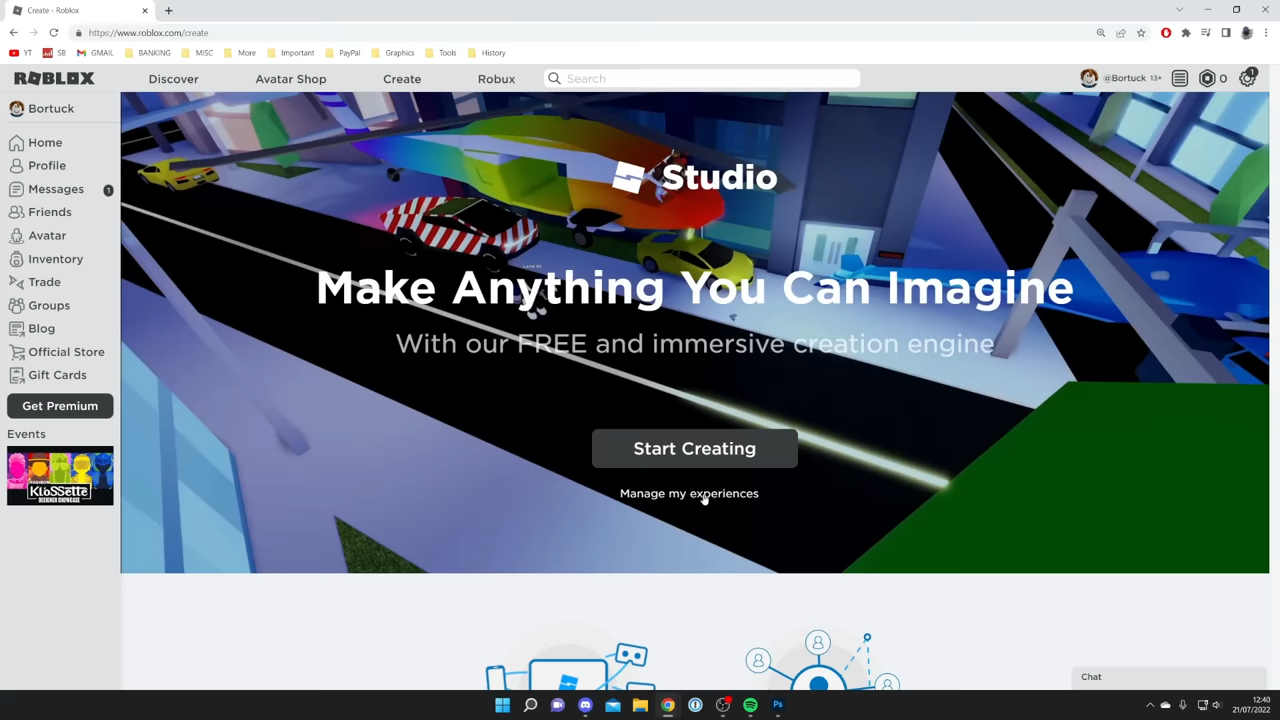 Create - Roblox
https://www.roblox.com/create
YT SB GMAIL BANKING MISC More Important PayPal Graphics Tools History
ROBLOX Discover Avatar Shop Create Robux Search @Bortuck 13+ 0 1
Bortuck
Home
Profile
Messages 1
Friends
Avatar
Inventory
Trade
Groups
Blog
Official Store
Gift Cards
Get Premium
Events
KLOSSETTE
DESIGNER SHOWCASE
Studio
Make Anything You Can Imagine
With our FREE and immersive creation engine
Start Creating
Manage my experiences
Chat
12:40
21/07/2022